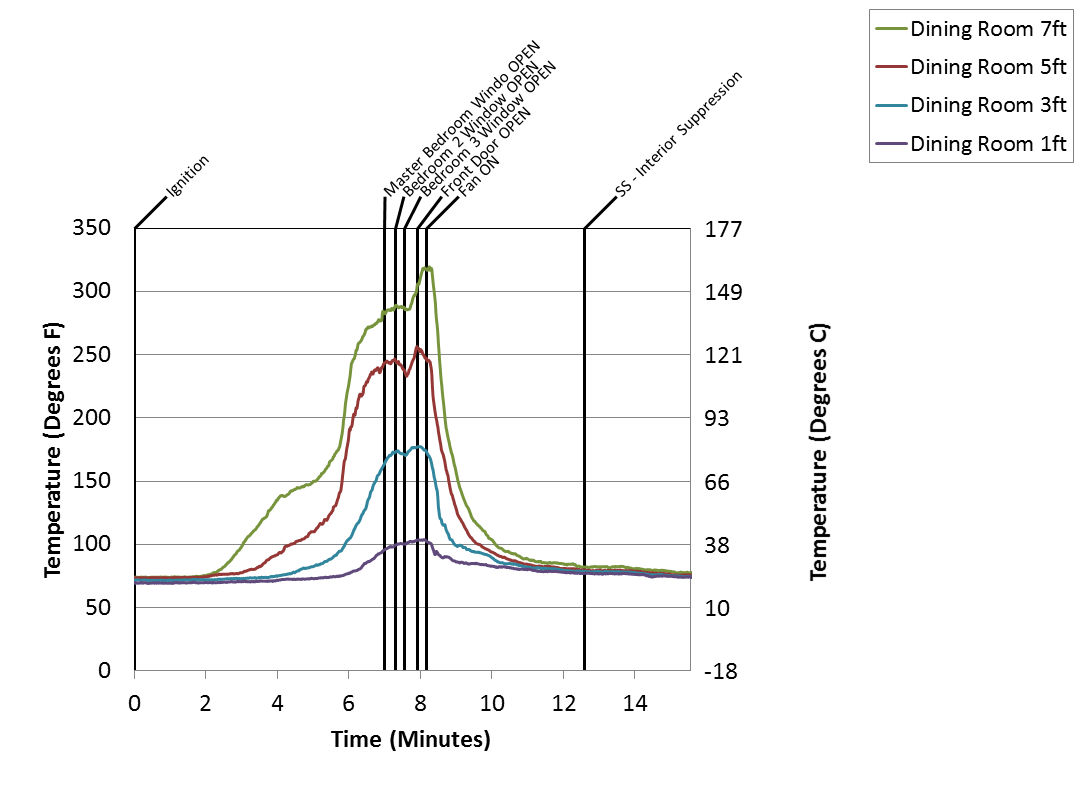 Dining Room 7ft
Dining Room 5ft
Dining Room 3ft
Dining Room 1ft
Ignition
Master Bedroom Windo OPEN
Bedroom 2 Window OPEN
Bedroom 3 Window OPEN
Front Door OPEN
Fan ON
SS - Interior Suppression
Temperature (Degrees F)
350
300
250
200
150
100
50
0
177
149
121
93
66
38
10
-18
Temperature (Degrees C)
0 2 4 6 8 10 12 14
Time (Minutes)